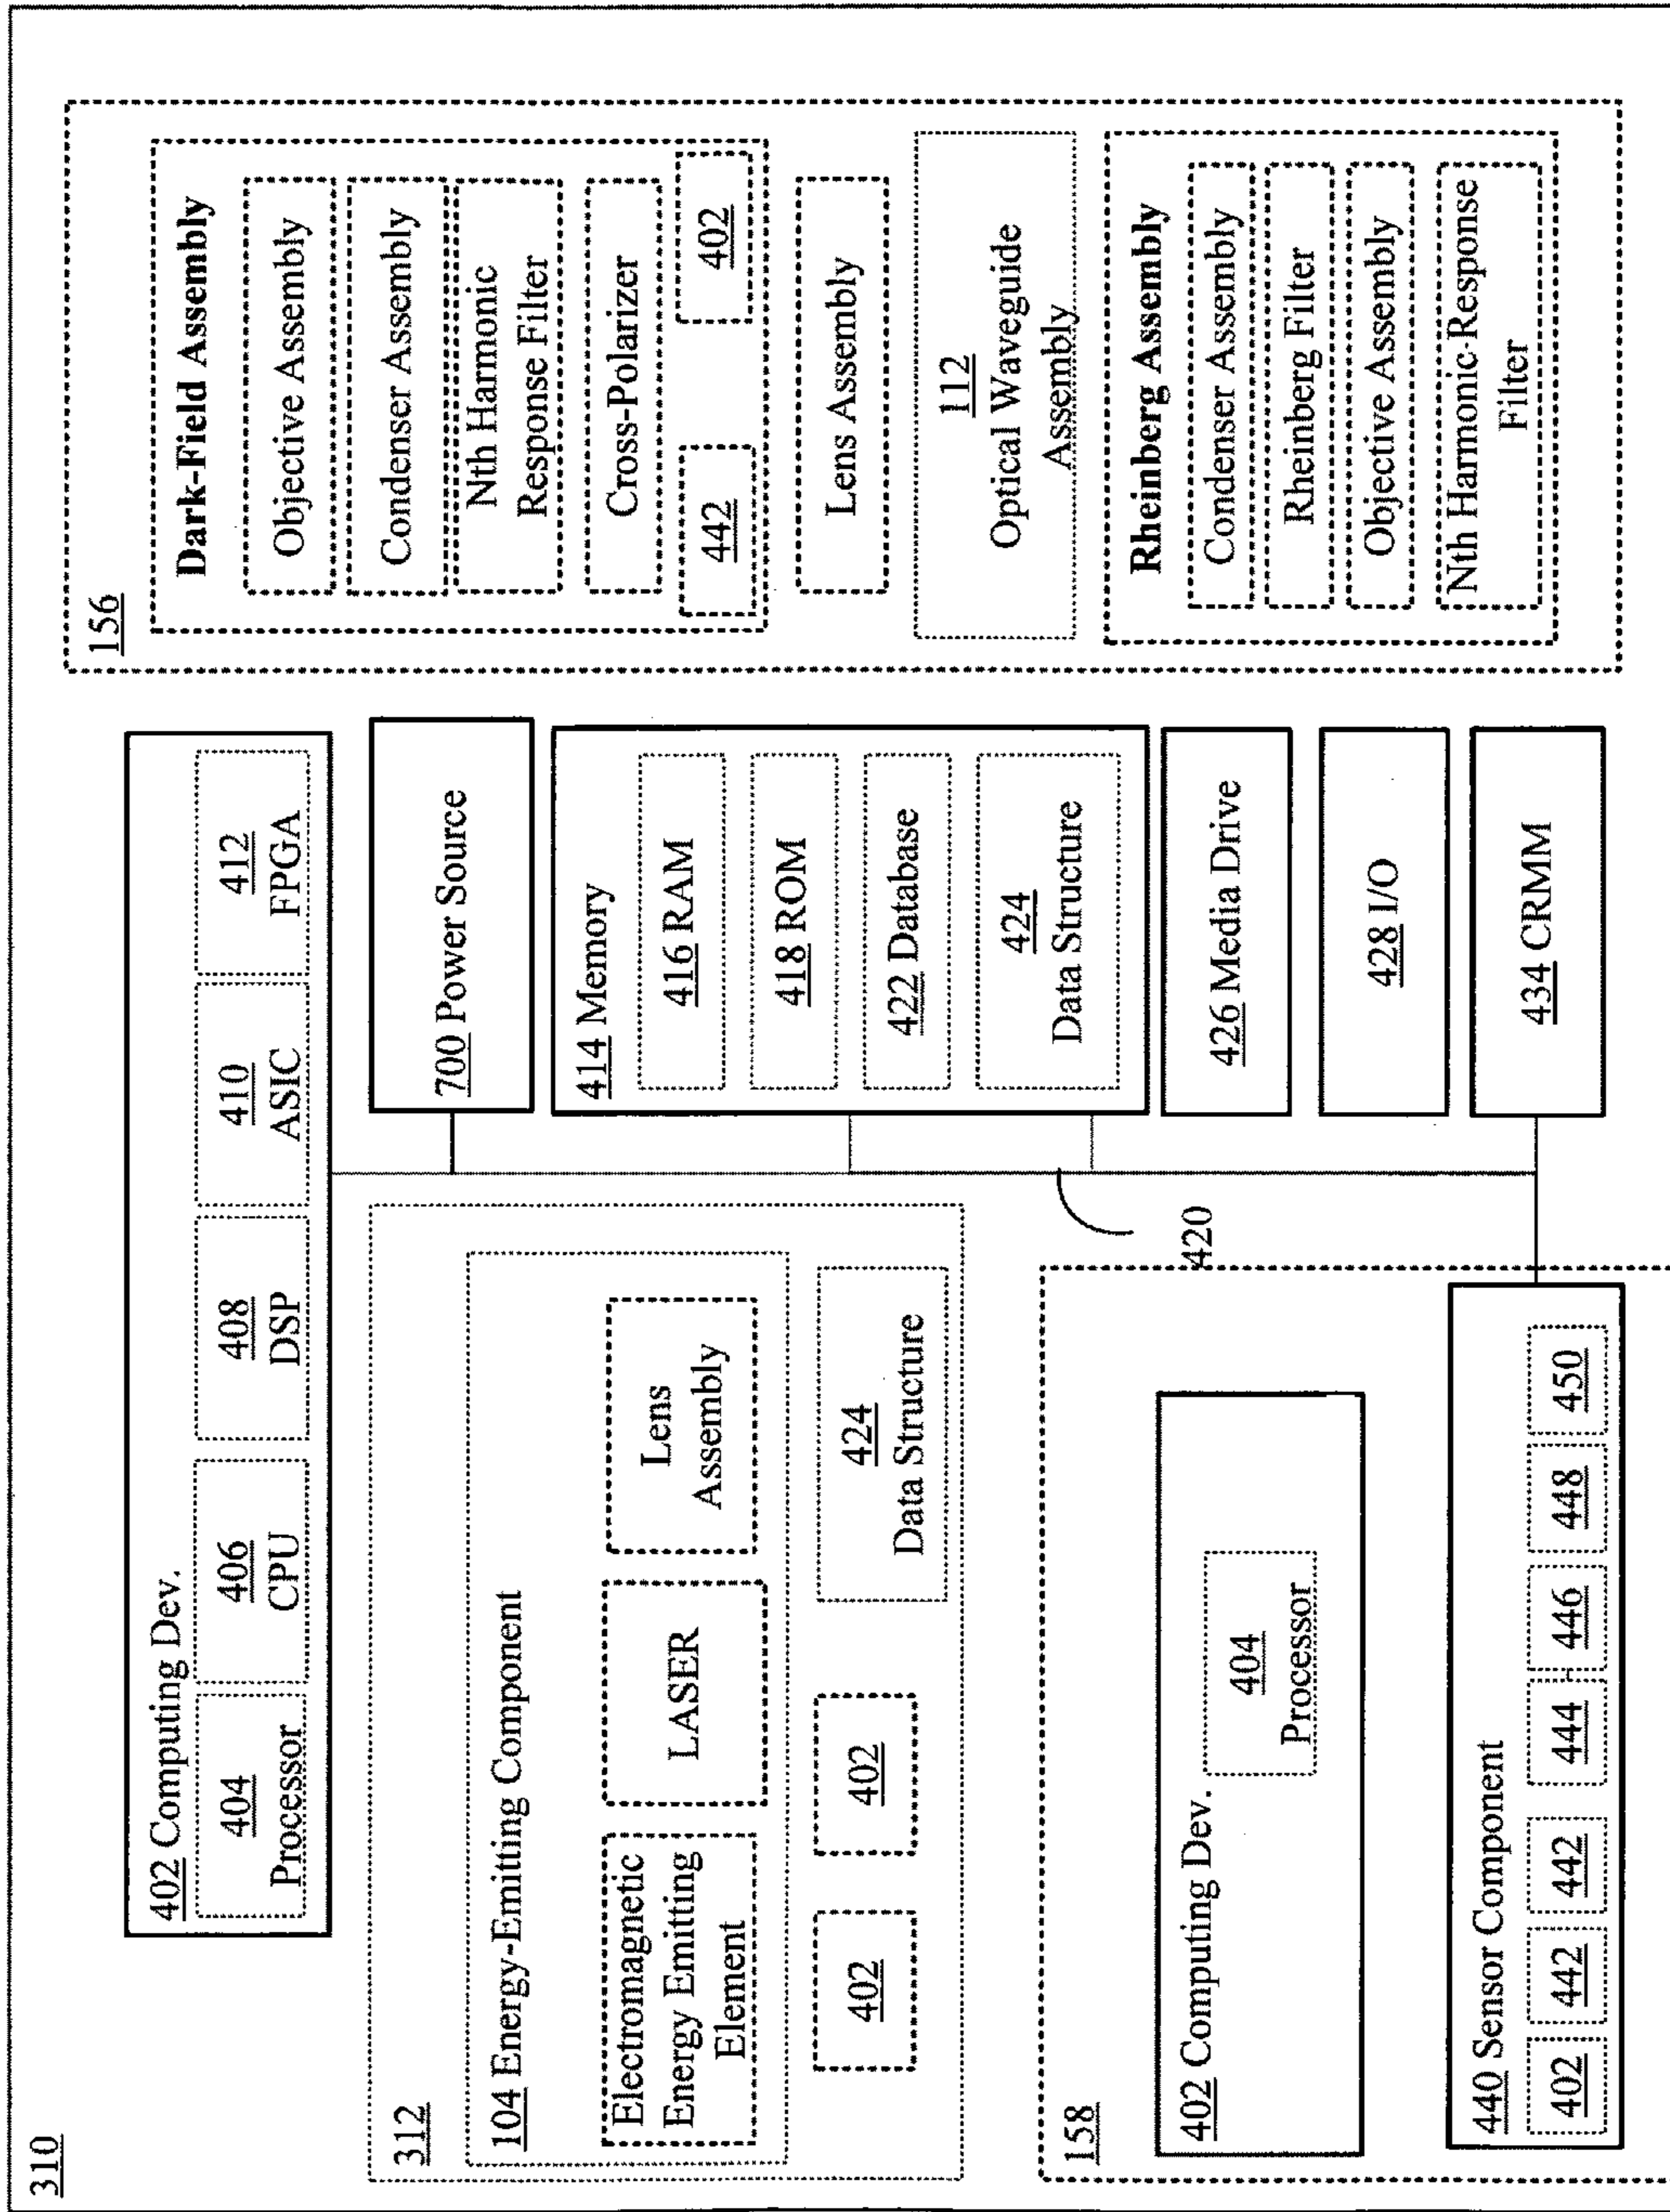 310
402 Computing Dev.
404
Processor
406
CPU
408
DSP
410
ASIC
412
FPGA
312
104 Energy-Emitting Component
Electromagnetic
Energy Emitting
Element
LASER
Lens
Assembly
402
402
424
Data Structure
700 Power Source
414 Memory
416 RAM
418 ROM
422 Database
424
Data Structure
426 Media Drive
428 I/O
434 CRMM
420
158
402 Computing Dev.
404
Processor
440 Sensor Component
402
442
442
444
446
448
450
156
Dark-Field Assembly
Objective Assembly
Condenser Assembly
Nth Harmonic
Response Filter
Cross-Polarizer
442
402
Lens Assembly
112
Optical Waveguide
Assembly
Rheinberg Assembly
Condenser Assembly
Rheinberg Filter
Objective Assembly
Nth Harmonic-Response
Filter